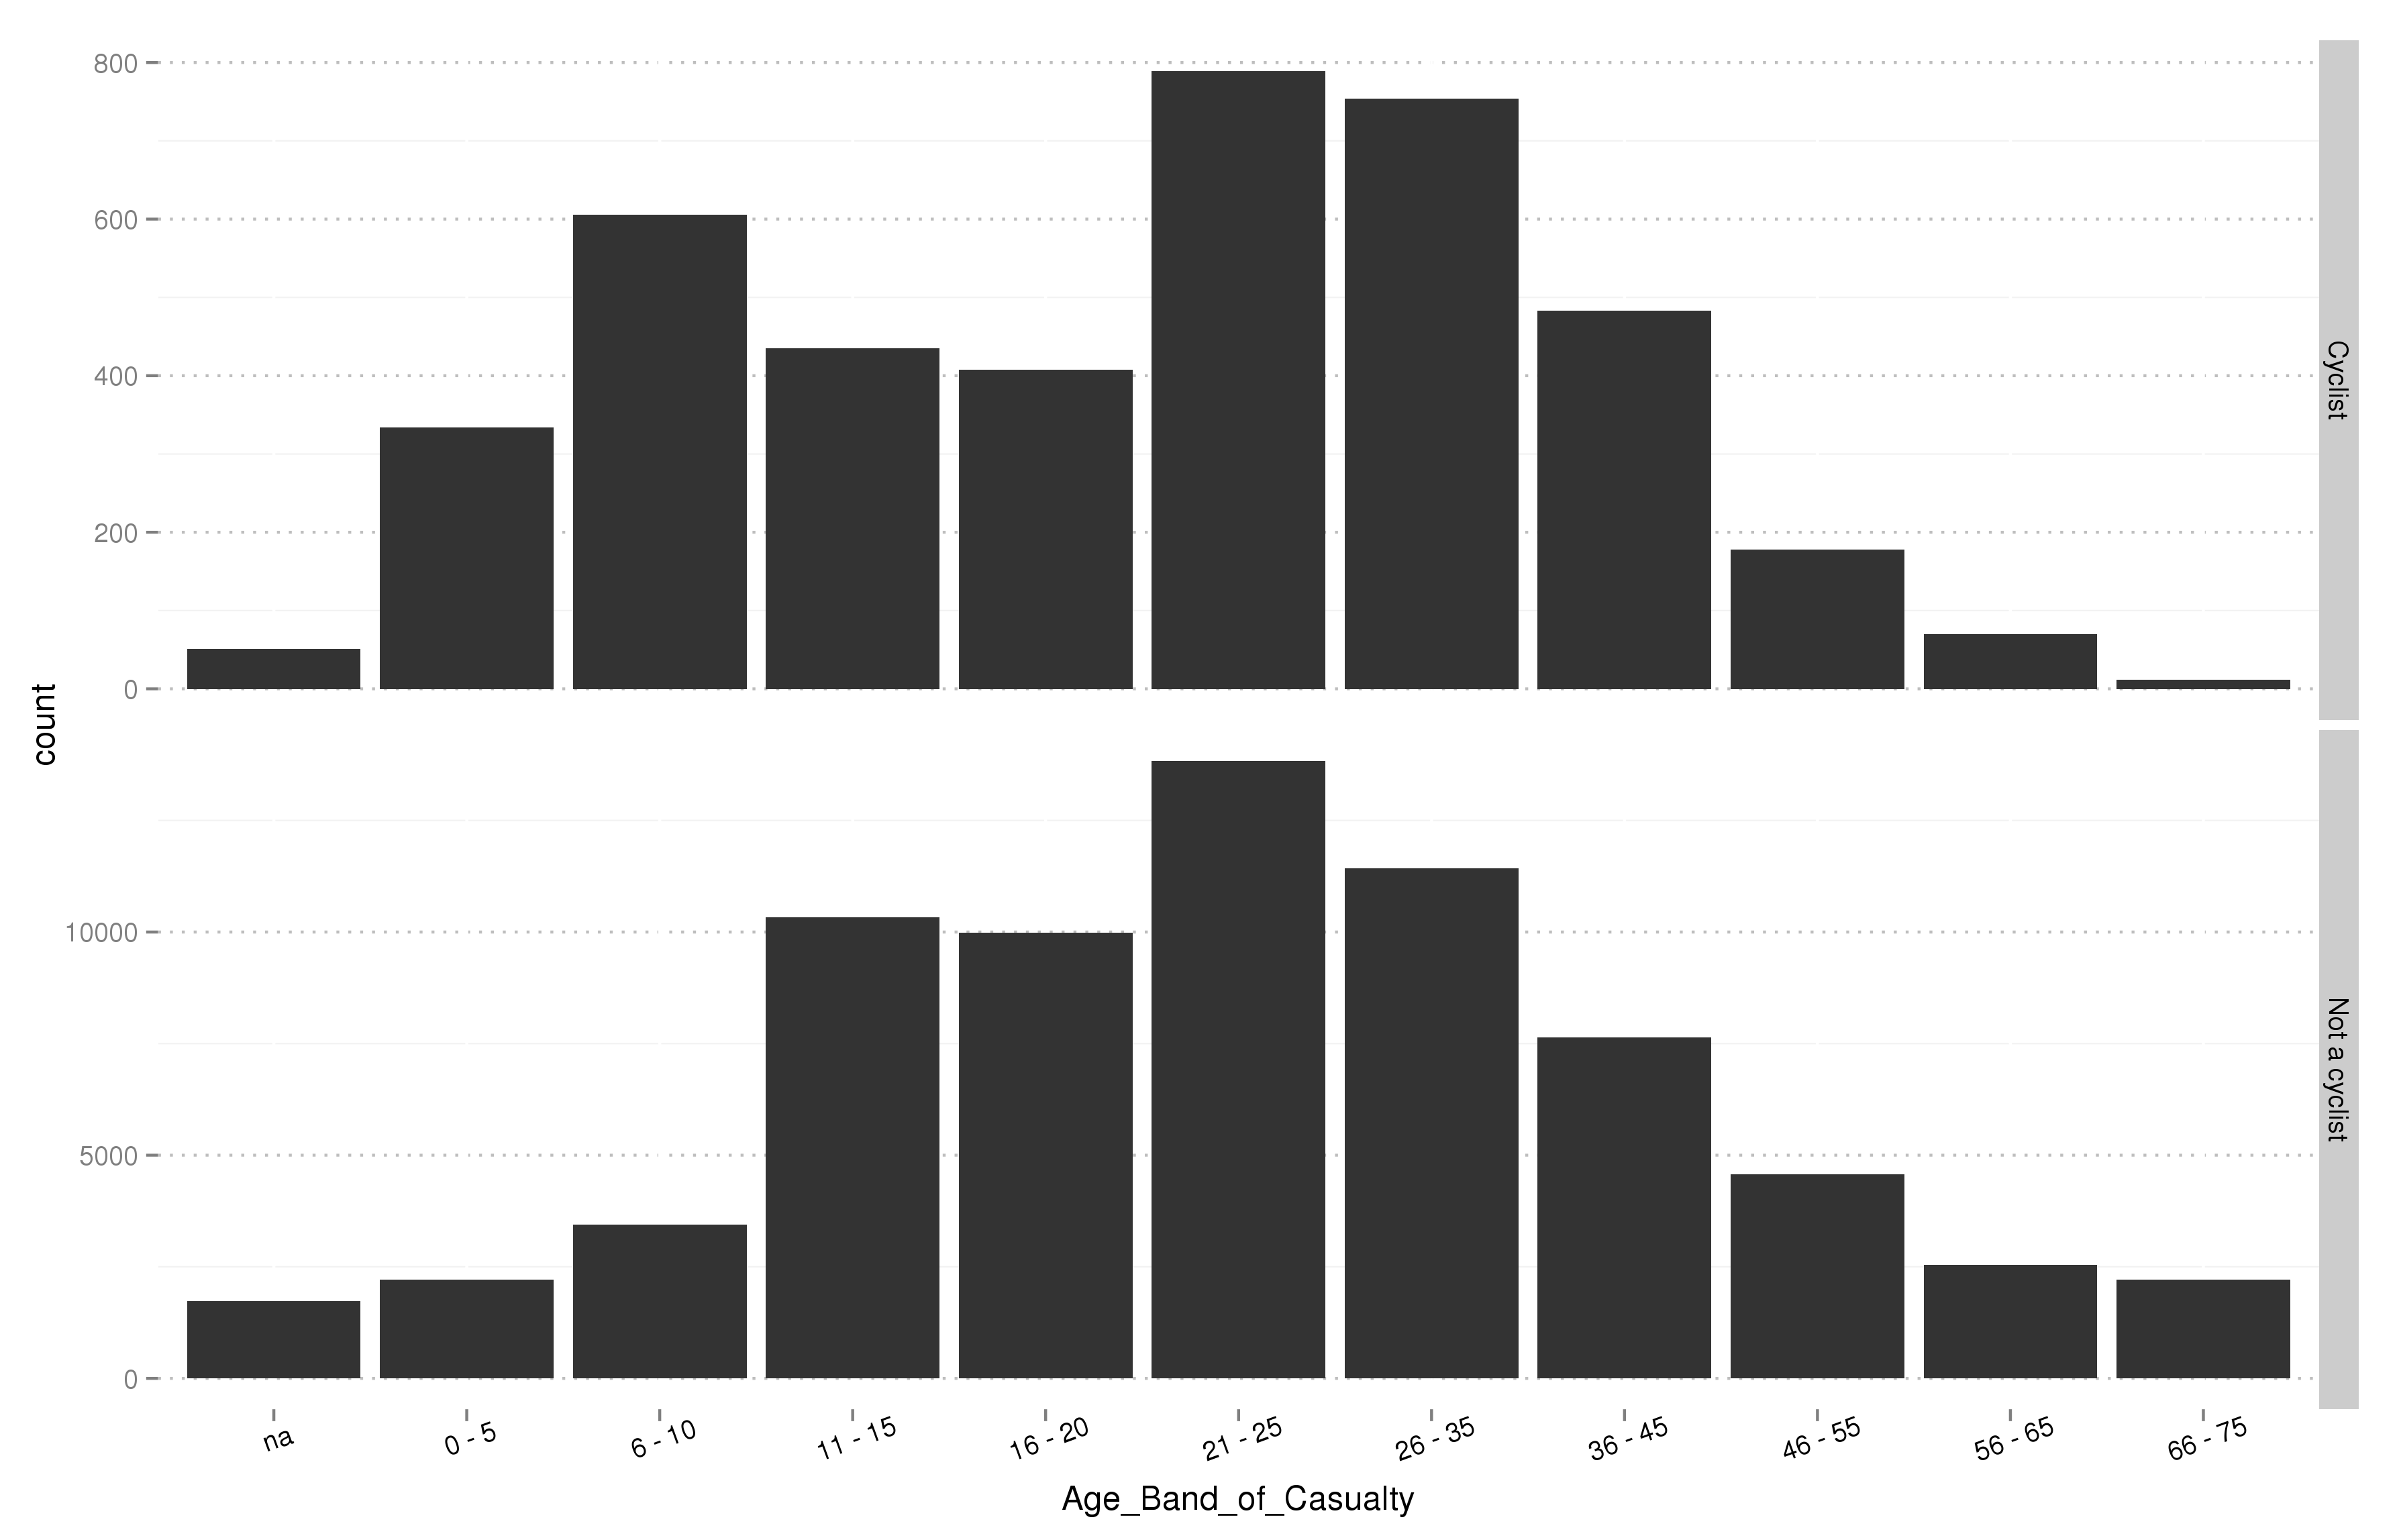 800
600
400
200
0
Cyclist
count
10000
5000
0
Not a cyclist
na
0 - 5
6 - 10
11 - 15
16 - 20
21 - 25
26 - 35
36 - 45
46 - 55
56 - 65
66 - 75
Age_Band_of_Casualty